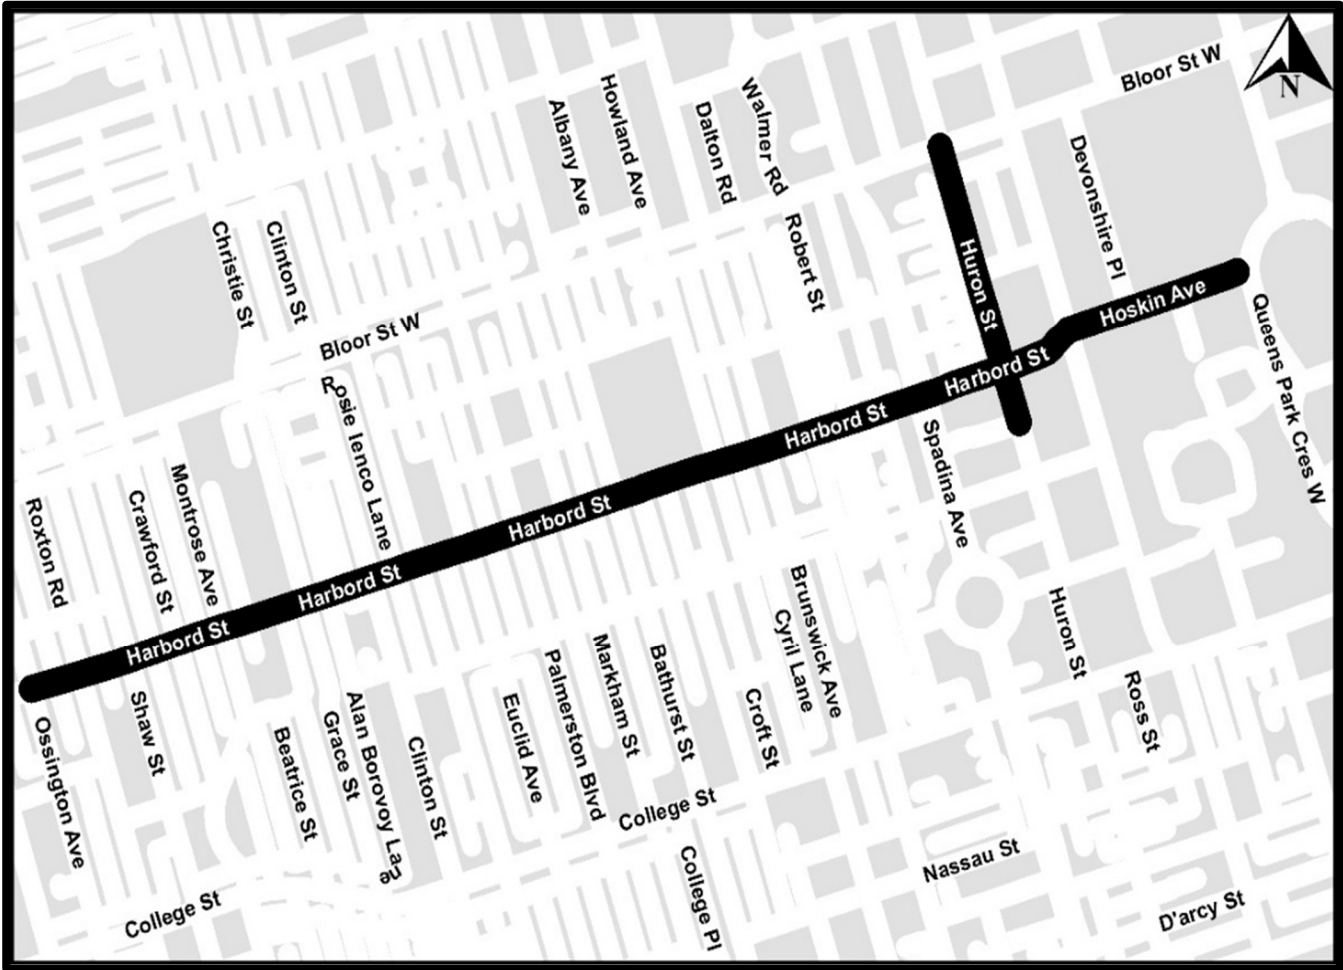 Bloor St W
N
Howland Ave
Albany Ave
Dalton Rd
Walmer Rd
Devonshire Pl
Robert St
Christie St
Clinton St
Huron St
Hoskin Ave
Queens Park Cres W
Bloor St W
Harbord St
Rosie Ienco Lane
Harbord St
Spadina Ave
Montrose Ave
Crawford St
Roxton Rd
Harbord St
Harbord St
Harbord St
Brunswick Ave
Cyril Lane
Huron St
Markham St
Bathurst St
Palmerston Blvd
Ross St
Euclid Ave
Croft St
Shaw St
Alan Borovoy Lane
Grace St
Beatrice St
Clinton St
Ossington Ave
College St
Nassau St
College Pl
College St
D'arcy St